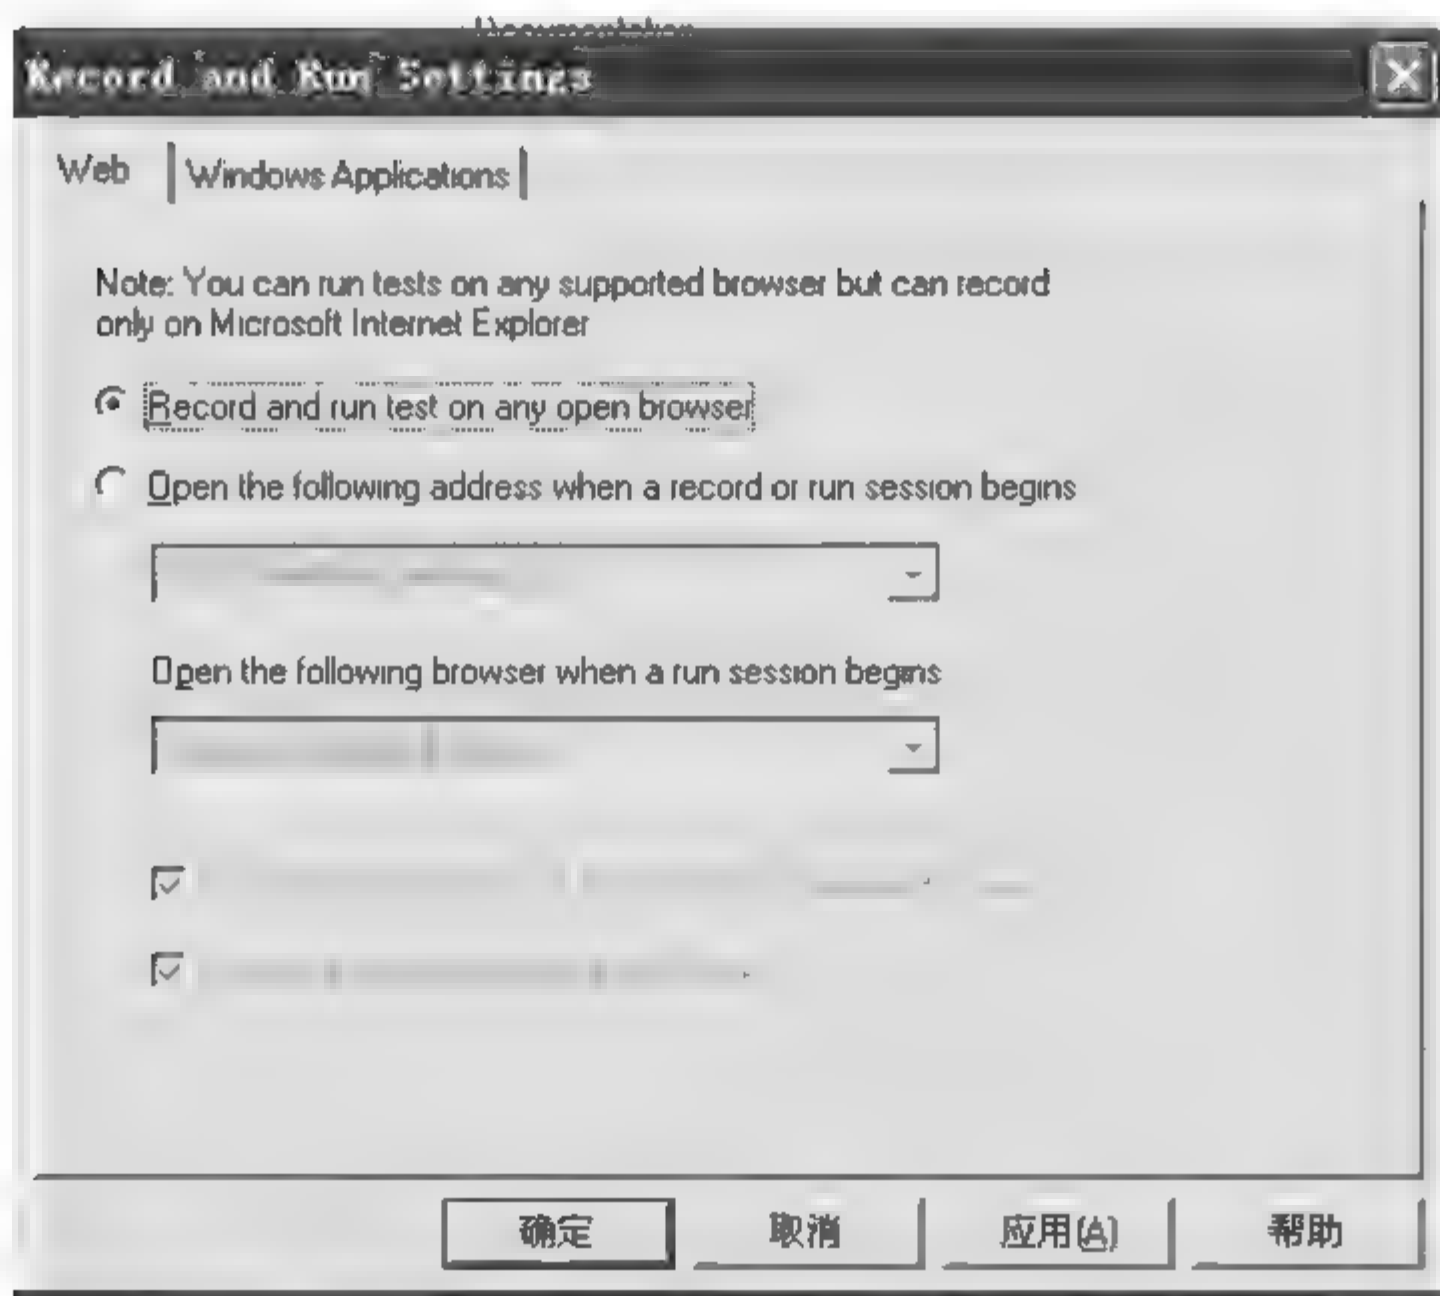 Documentation
Record and Run Settings
Web
Windows Applications
Note: You can run tests on any supported browser but can record
only on Microsoft Internet Explorer
Record and run test on any open browser
Open the following address when a record or run session begins
Open the following browser when a run session begins
确定
取消
应用(A)
帮助